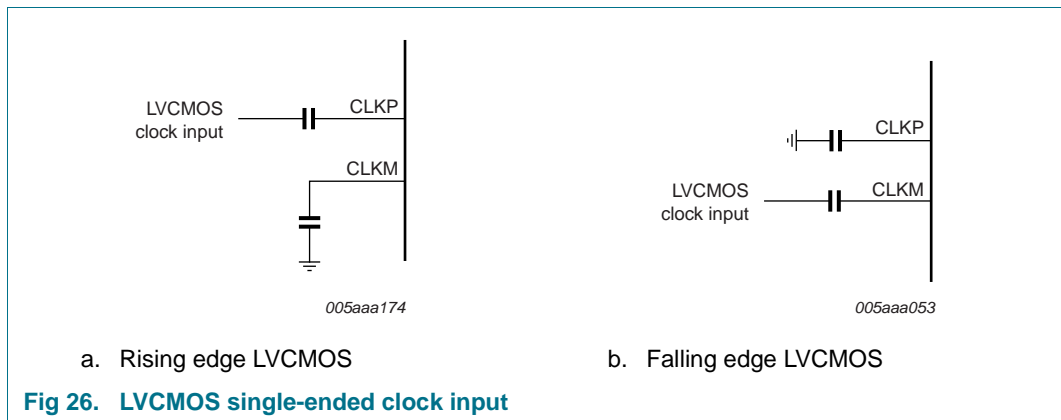 LVCMOS
clock input
CLKP
CLKM
005aaa174
a. Rising edge LVCMOS
CLKP
LVCMOS
clock input
CLKM
005aaa053
b. Falling edge LVCMOS
Fig 26. LVCMOS single-ended clock input